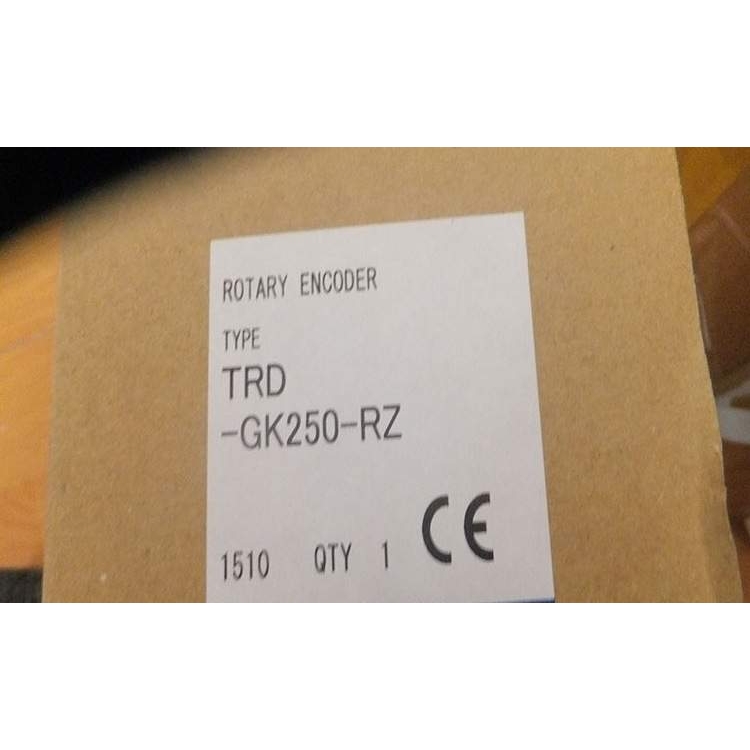 ROTARY ENCODER
TYPE
TRD
-GK250-RZ
1510 QTY 1 CE